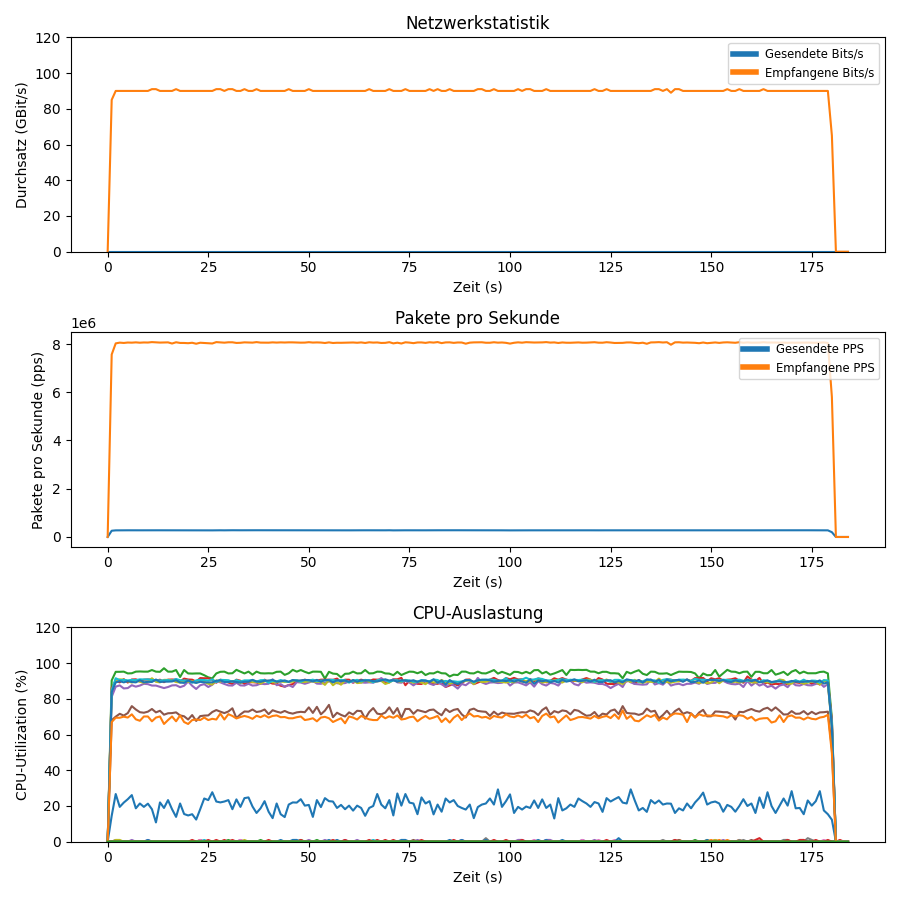 Netzwerkstatistik
Durchsatz (GBit/s)
120
100
80
60
40
20
0
Gesendete Bits/s
Empfangene Bits/s
0 25 50 75 100 125 150 175
Zeit (s)
Pakete pro Sekunde
1e6
Pakete pro Sekunde (pps)
8
6
4
2
0
Gesendete PPS
Empfangene PPS
0 25 50 75 100 125 150 175
Zeit (s)
CPU-Auslastung
CPU-Utilization (%)
120
100
80
60
40
20
0
0 25 50 75 100 125 150 175
Zeit (s)